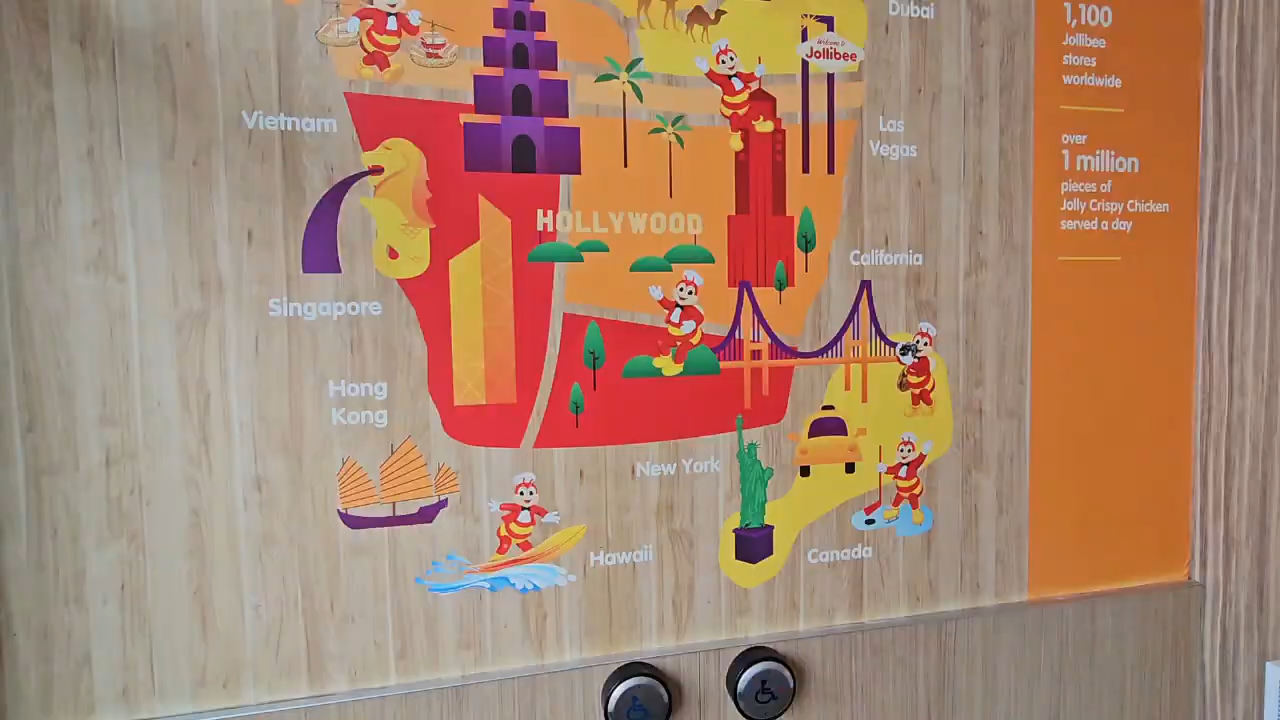 Dubai
Welcome to
Jollibee
Vietnam
Las
Vegas
HOLLYWOOD
California
Singapore
Hong
Kong
New York
Hawaii
Canada
1,100
Jollibee
stores
worldwide
over
1 million
pieces of
Jolly Crispy Chicken
served a day